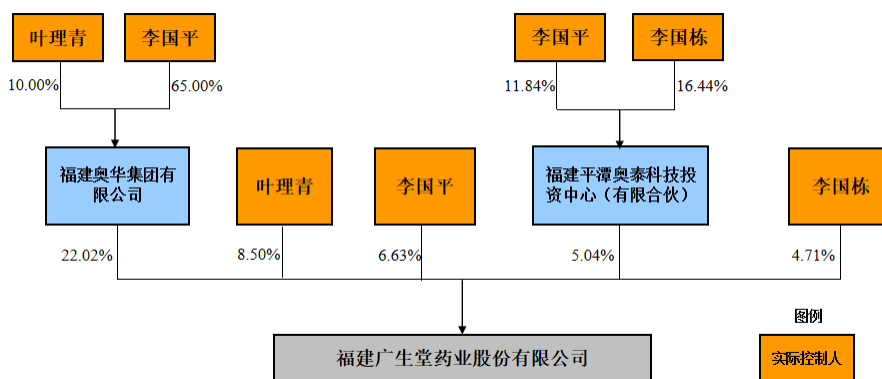 叶理青
李国平
李国平
李国栋
10.00%
65.00%
11.84%
16.44%
福建奥华集团有
限公司
叶理青
李国平
福建平潭奥泰科技投
资中心（有限合伙）
李国栋
22.02%
8.50%
6.63%
5.04%
4.71%
图例
福建广生堂药业股份有限公司
实际控制人